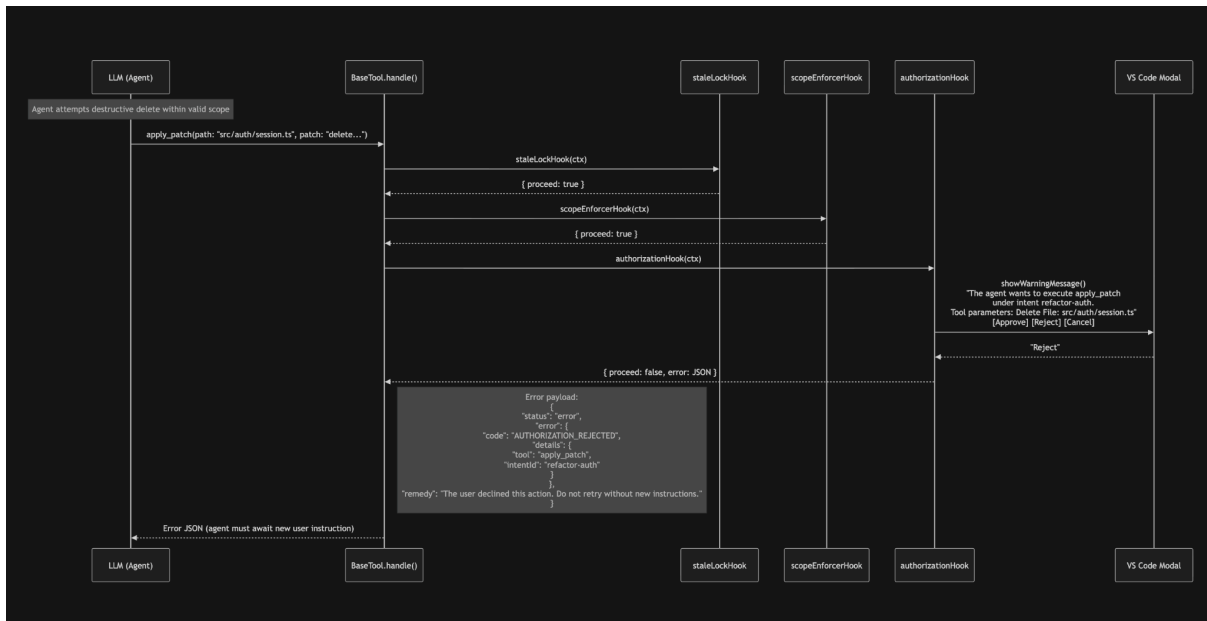 LLM (Agent)
BaseTool.handle()
staleLockHook
scopeEnforcerHook
authorizationHook
VS Code Modal
Agent attempts destructive delete within valid scope
apply_patch(path: "src/auth/session.ts", patch: "delete...")
staleLockHook(ctx)
{ proceed: true }
scopeEnforcerHook(ctx)
{ proceed: true }
authorizationHook(ctx)
showWarningMessage()
"The agent wants to execute apply_patch
under intent refactor-auth.
Tool parameters: Delete File: src/auth/session.ts"
[Approve] [Reject] [Cancel]
"Reject"
{ proceed: false, error: JSON }
Error payload:
{
"status": "error",
"error": {
"code": "AUTHORIZATION_REJECTED",
"details": {
"tool": "apply_patch",
"intentId": "refactor-auth"
}
},
"remedy": "The user declined this action. Do not retry without new instructions."
}
Error JSON (agent must await new user instruction)
LLM (Agent)
BaseTool.handle()
staleLockHook
scopeEnforcerHook
authorizationHook
VS Code Modal